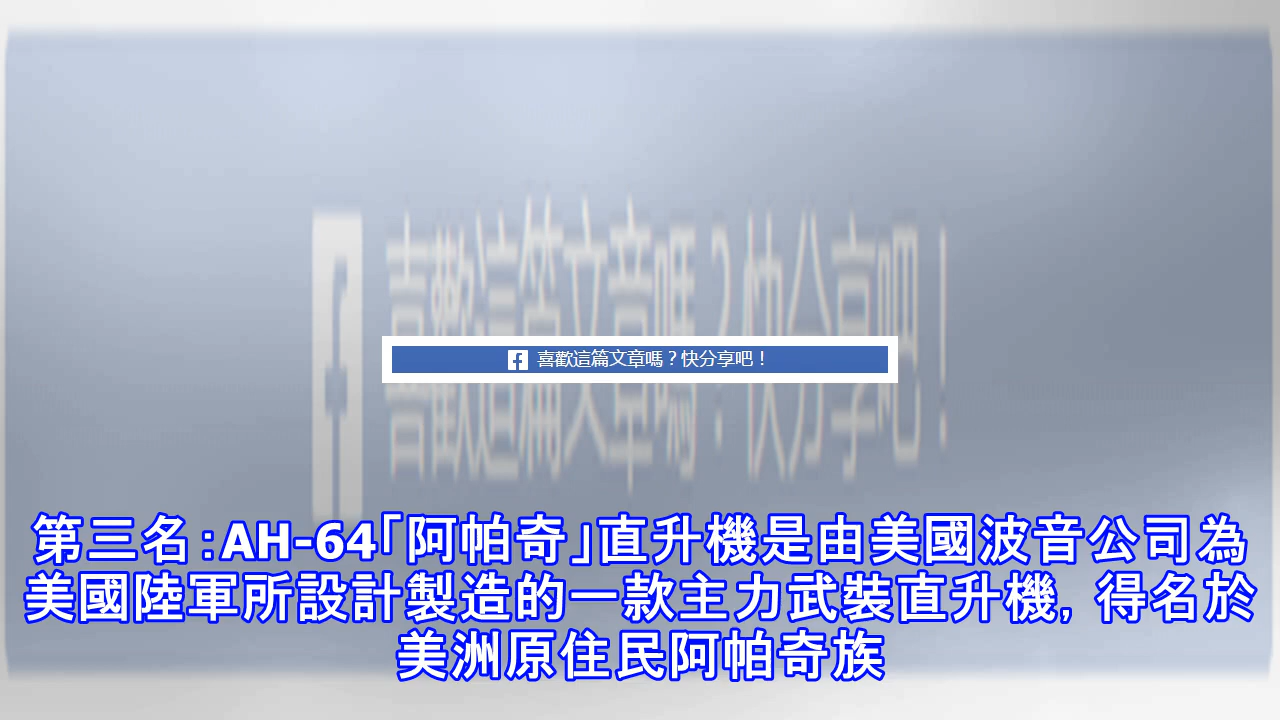 喜歡這篇文章嗎？快分享吧！
喜歡這篇文章嗎？快分享吧！
第三名：AH-64「阿帕奇」直升機是由美國波音公司為
美國陸軍所設計製造的一款主力武裝直升機，得名於
美洲原住民阿帕奇族